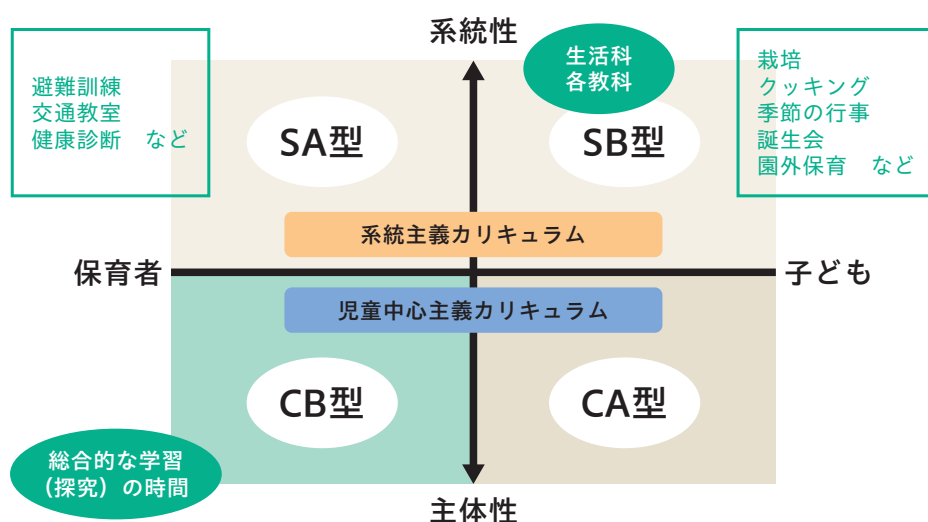 系統性
避難訓練
交通教室
健康診断　など
生活科
各教科
栽培
クッキング
季節の行事
誕生会
園外保育　など
SA型
SB型
系統主義カリキュラム
保育者
子ども
児童中心主義カリキュラム
CB型
CA型
総合的な学習
（探究）の時間
主体性